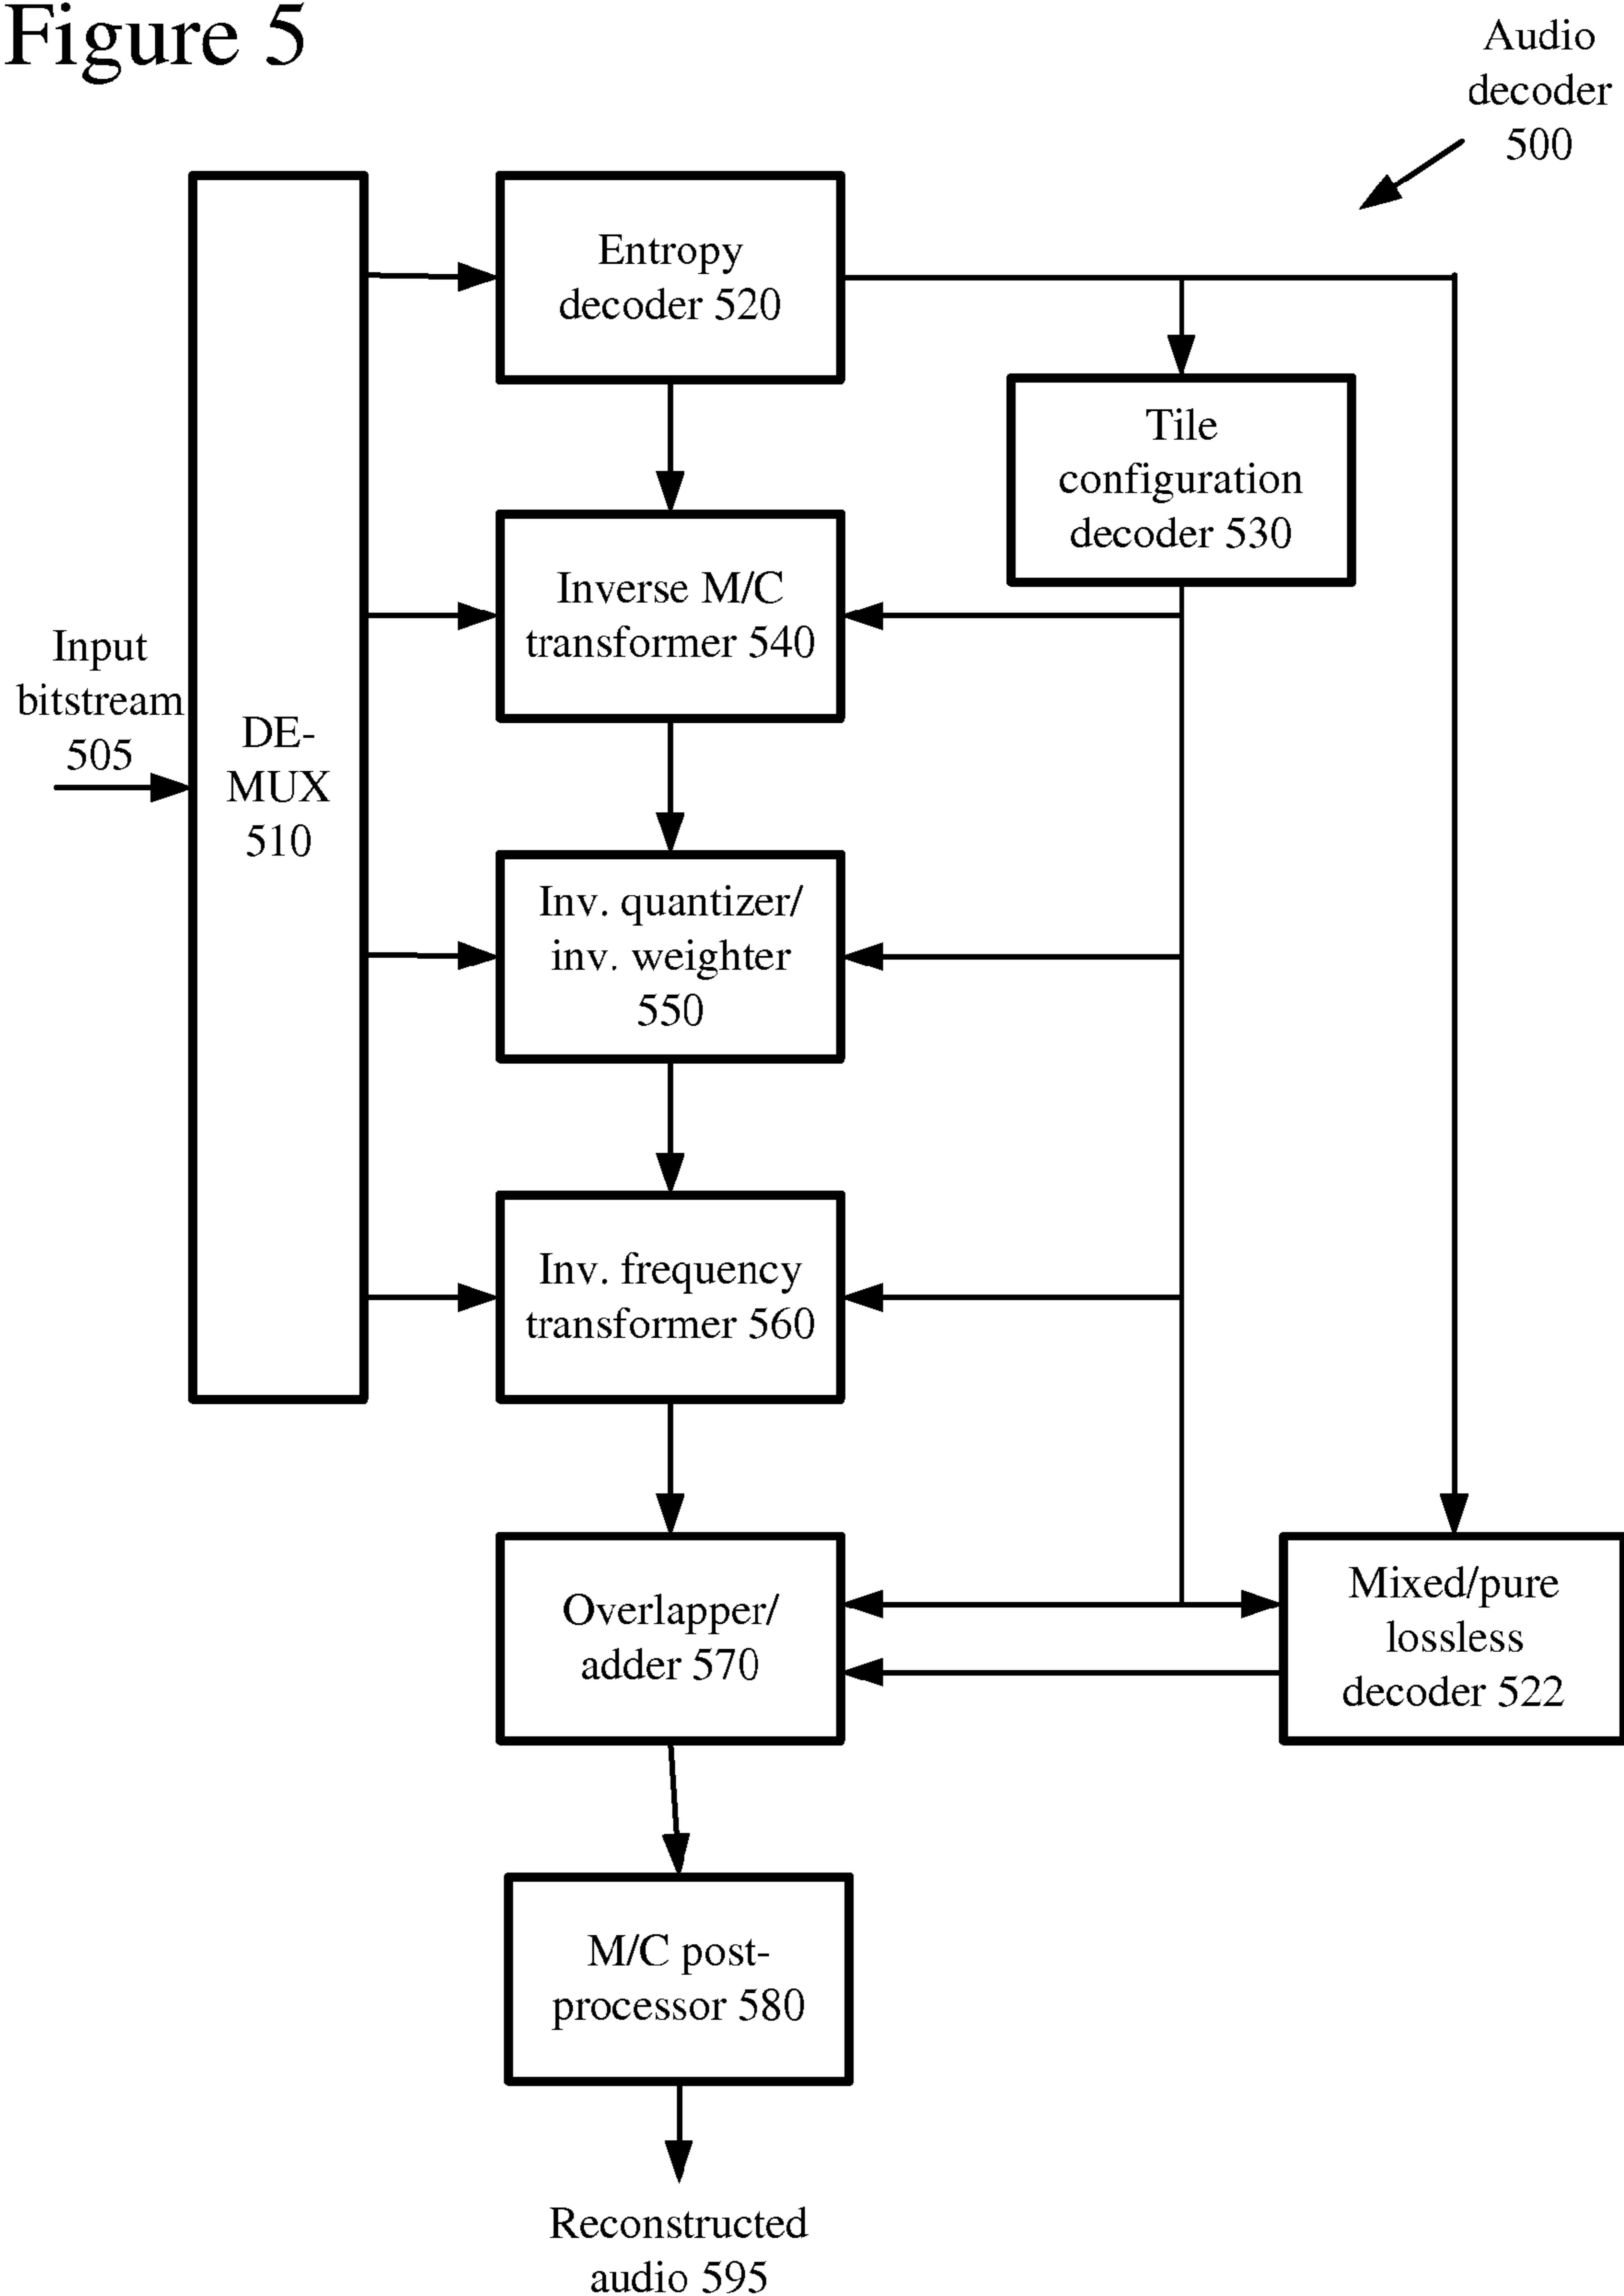 Figure 5
Audio
decoder
500
Entropy
decoder 520
Tile
configuration
decoder 530
Inverse M/C
transformer 540
Input
bitstream
505
DE-
MUX
510
Inv. quantizer/
inv. weighter
550
Inv. frequency
transformer 560
Overlapper/
adder 570
Mixed/pure
lossless
decoder 522
M/C post-
processor 580
Reconstructed
audio 595